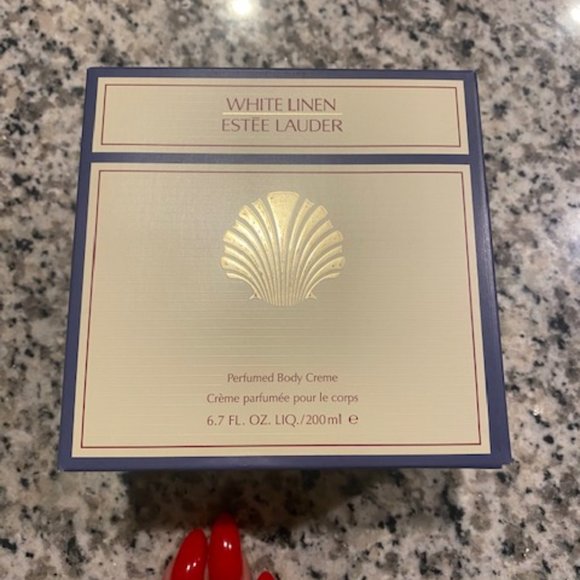 WHITE LINEN
ESTĒE LAUDER
Perfumed Body Creme
Crème parfumée pour le corps
6.7 FL. OZ. LIQ./200ml ℮